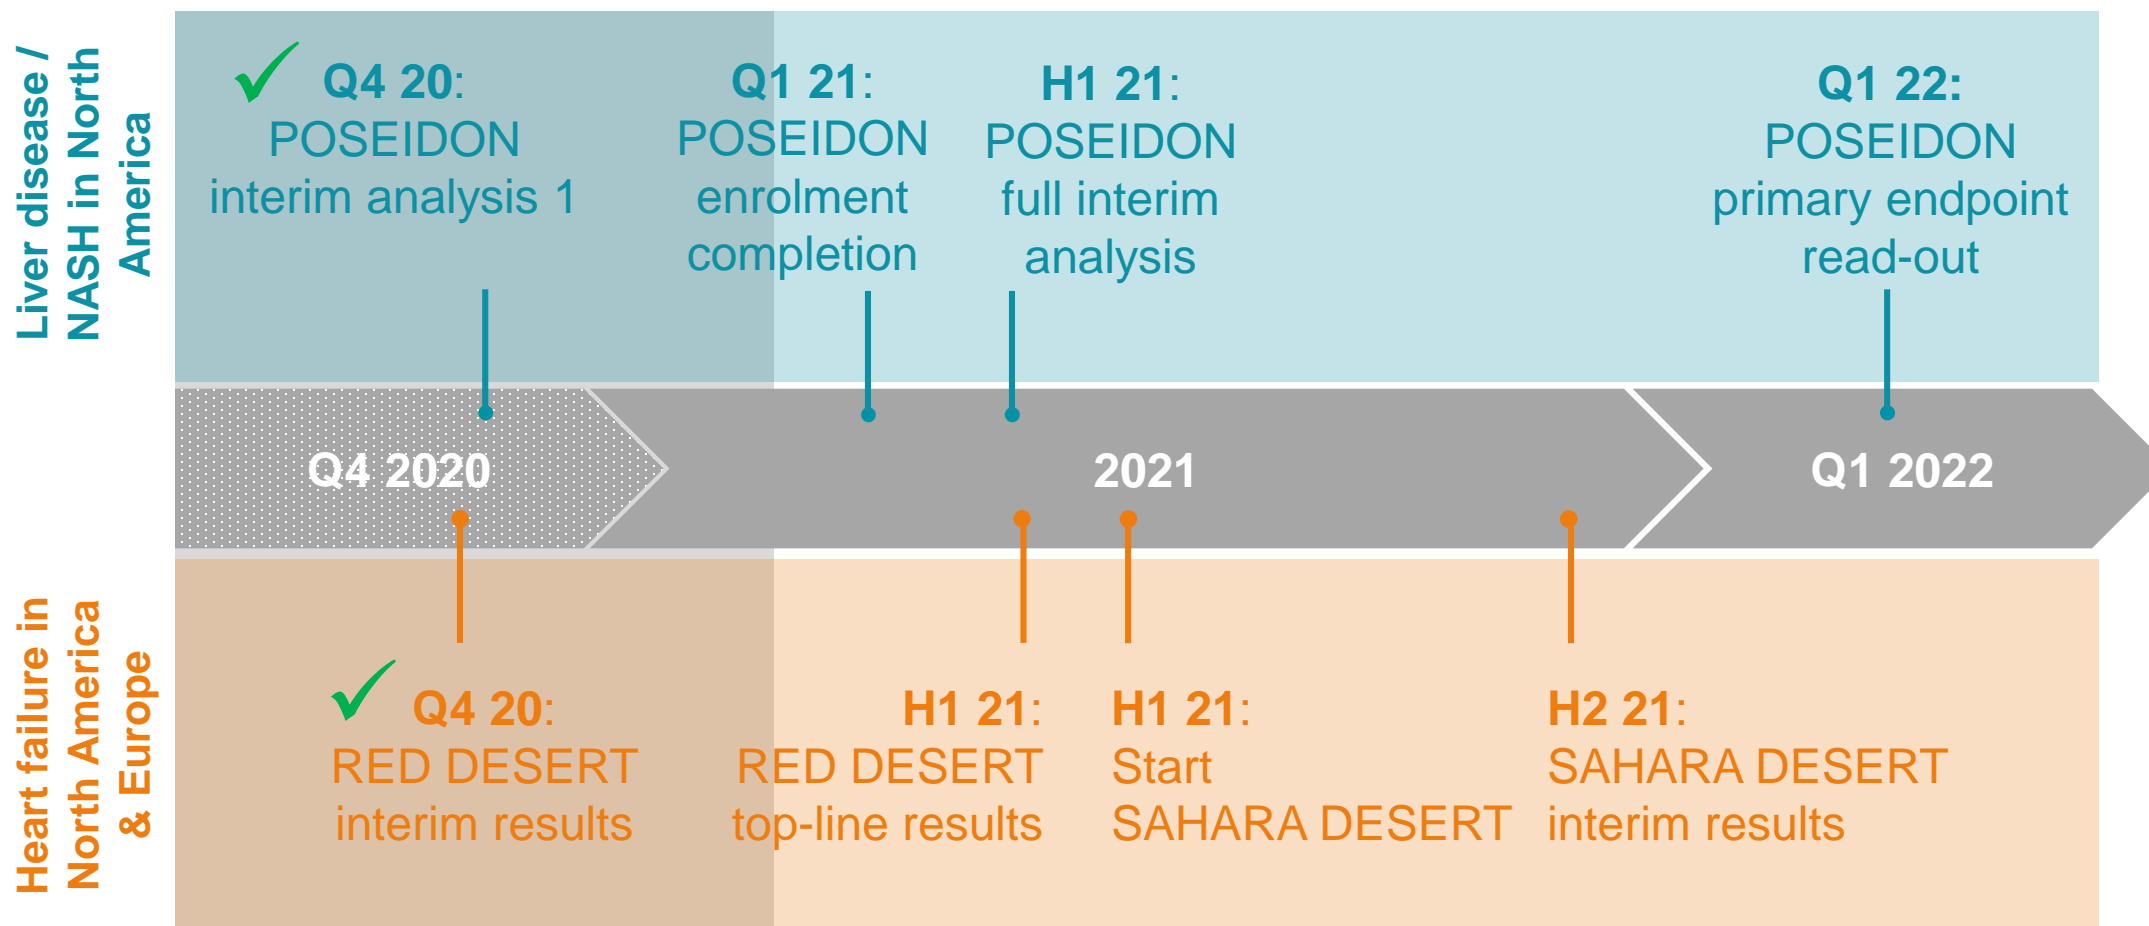 Liver disease /
NASH in North
America
Q4 20:
POSEIDON
interim analysis 1
Q1 21:
POSEIDON
enrolment
completion
H1 21:
POSEIDON
full interim
analysis
Q1 22:
POSEIDON
primary endpoint
read-out
Q4 2020
2021
Q1 2022
Heart failure in
North America
& Europe
Q4 20:
RED DESERT
interim results
H1 21:
RED DESERT
top-line results
H1 21:
Start
SAHARA DESERT
H2 21:
SAHARA DESERT
interim results